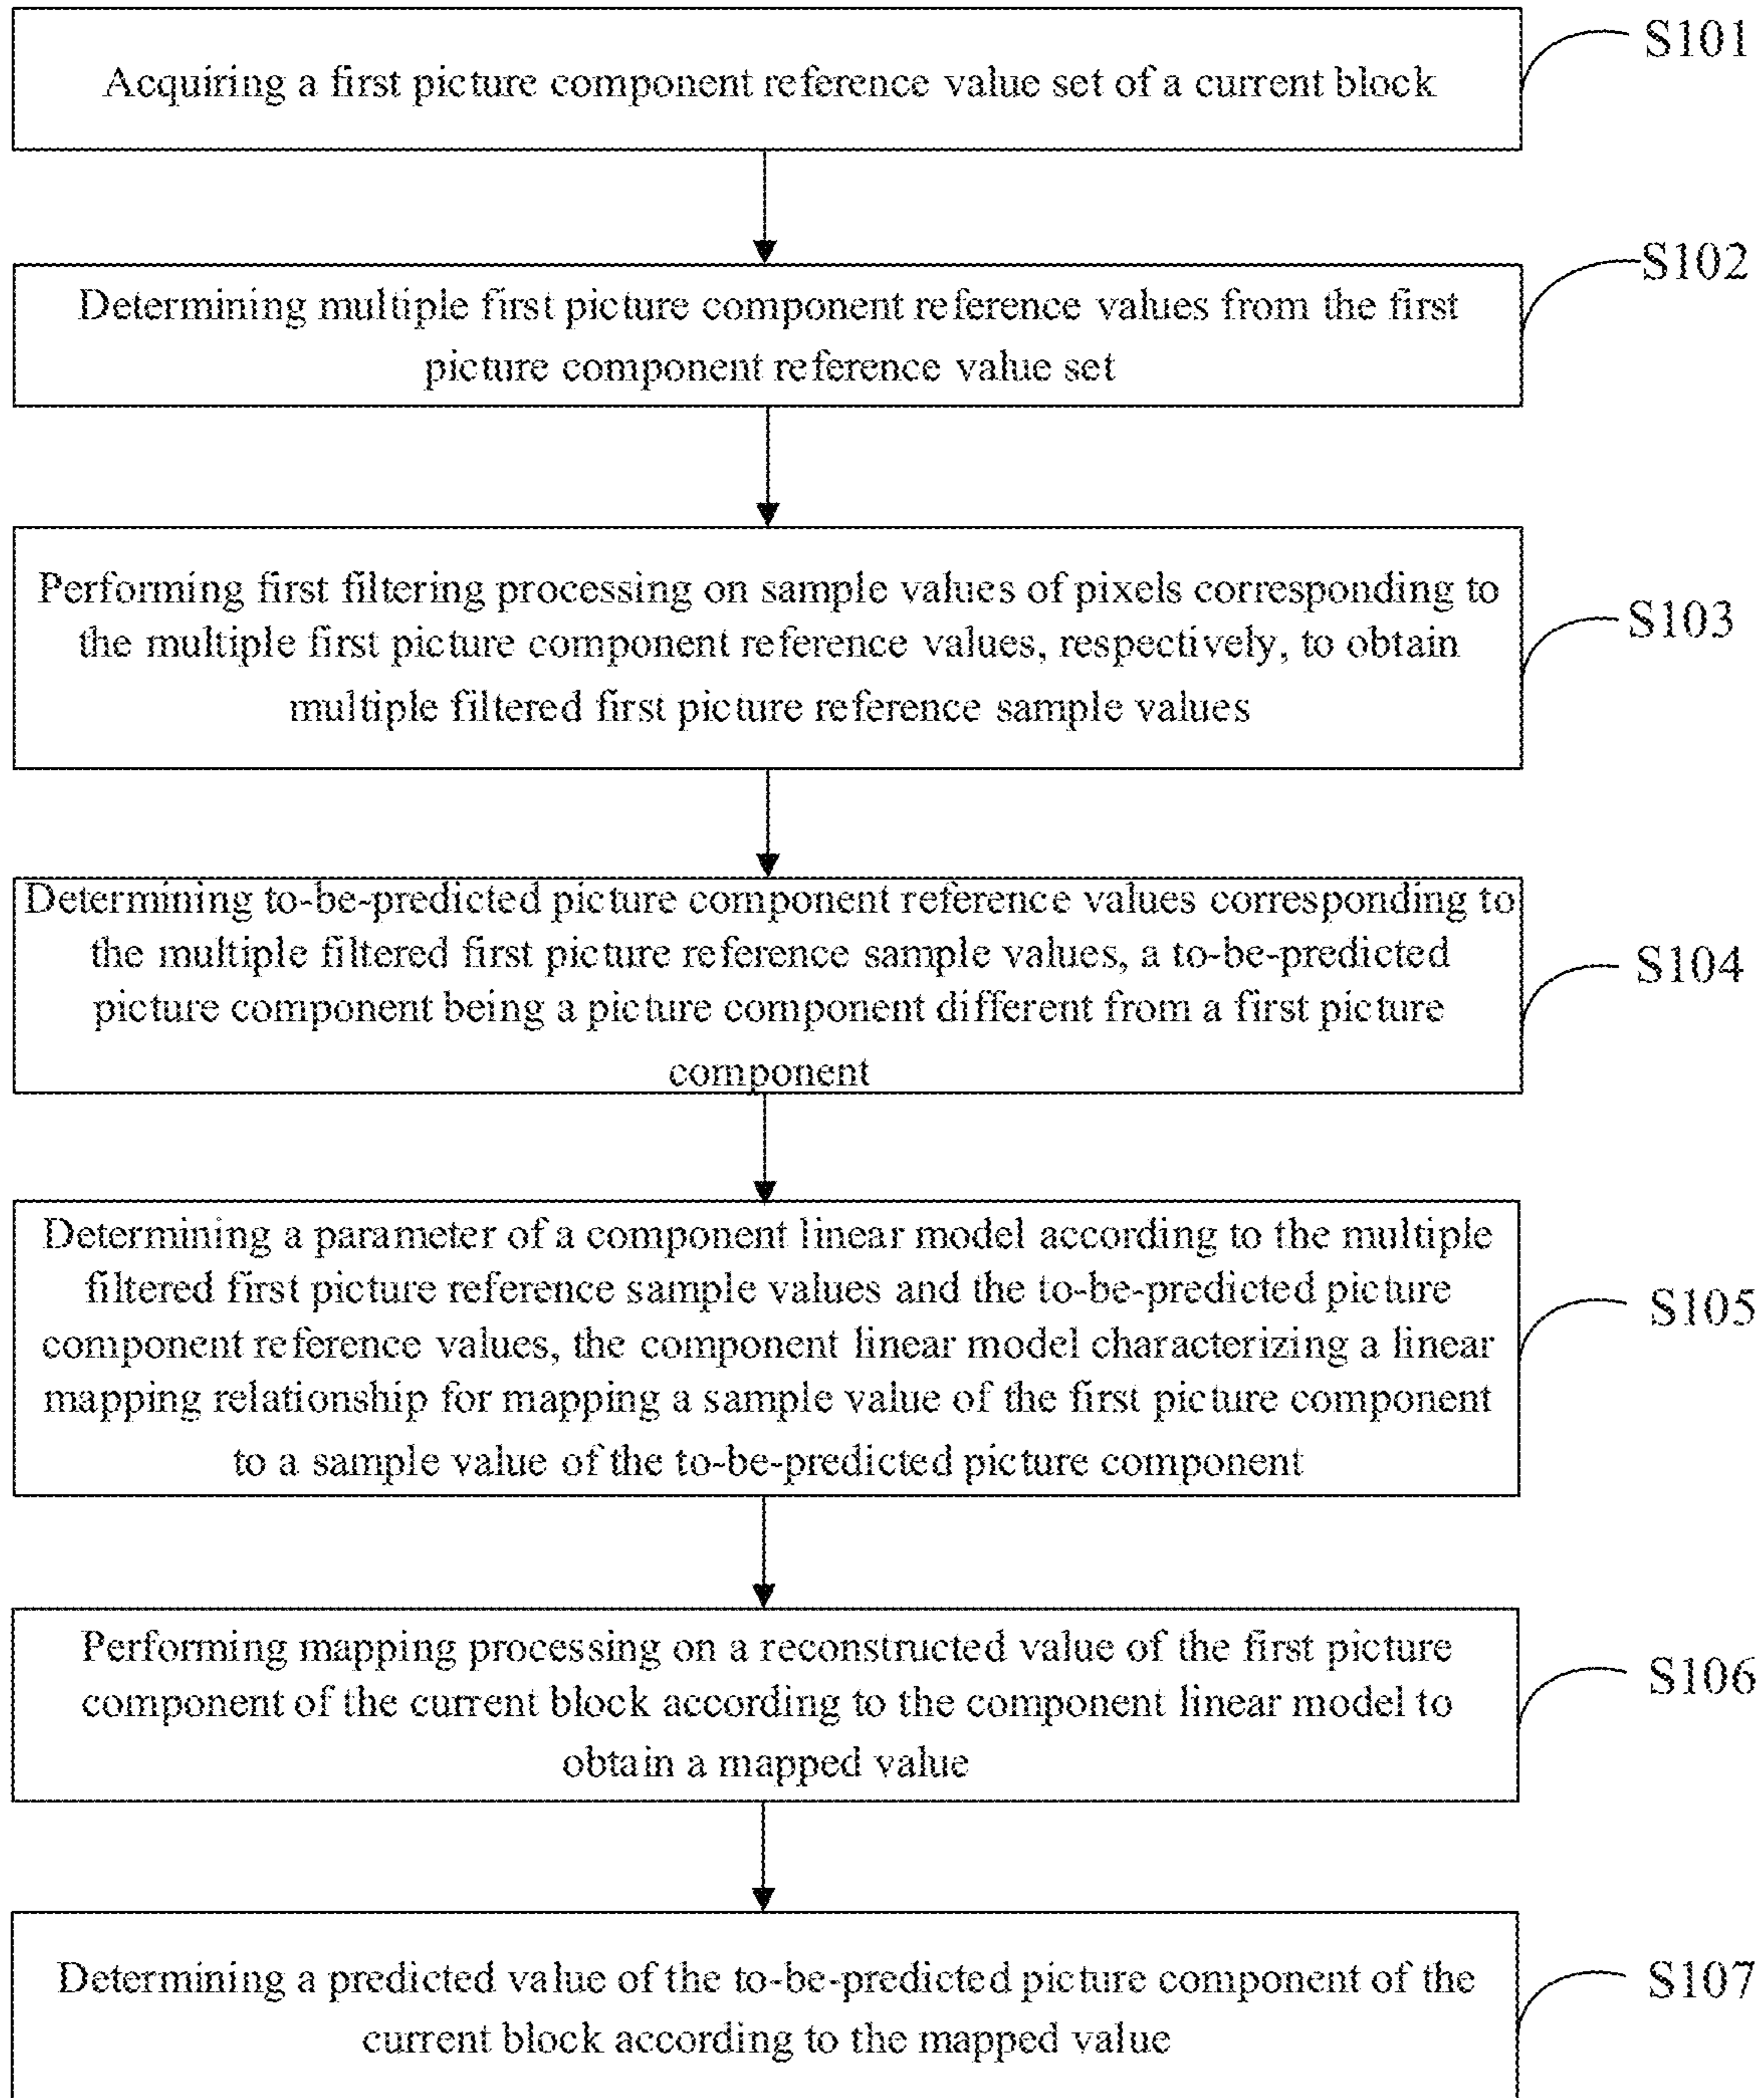 Acquiring a first picture component reference value set of a current block
S101
Determining multiple first picture component reference values from the first
picture component reference value set
S102
Performing first filtering processing on sample values of pixels corresponding to
the multiple first picture component reference values, respectively, to obtain
multiple filtered first picture reference sample values
S103
Determining to-be-predicted picture component reference values corresponding to
the multiple filtered first picture reference sample values, a to-be-predicted
picture component being a picture component different from a first picture
component
S104
Determining a parameter of a component linear model according to the multiple
filtered first picture reference sample values and the to-be-predicted picture
component reference values, the component linear model characterizing a linear
mapping relationship for mapping a sample value of the first picture component
to a sample value of the to-be-predicted picture component
S105
Performing mapping processing on a reconstructed value of the first picture
component of the current block according to the component linear model to
obtain a mapped value
S106
Determining a predicted value of the to-be-predicted picture component of the
current block according to the mapped value
S107